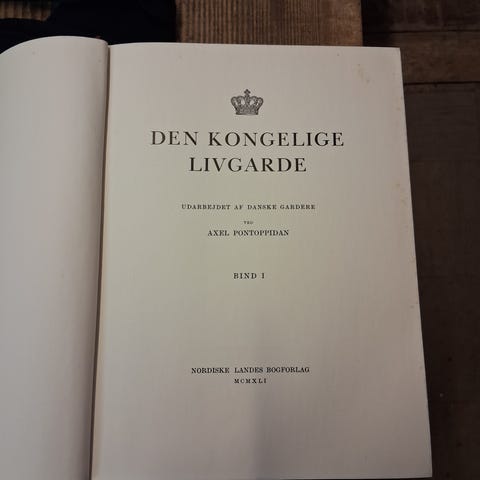 DEN KONGELIGE
LIVGARDE
UDARBEJDET AF DANSKE GARDERE
VED
AXEL PONTOPPIDAN
BIND I
NORDISKE LANDES BOGFORLAG
MCMXLI